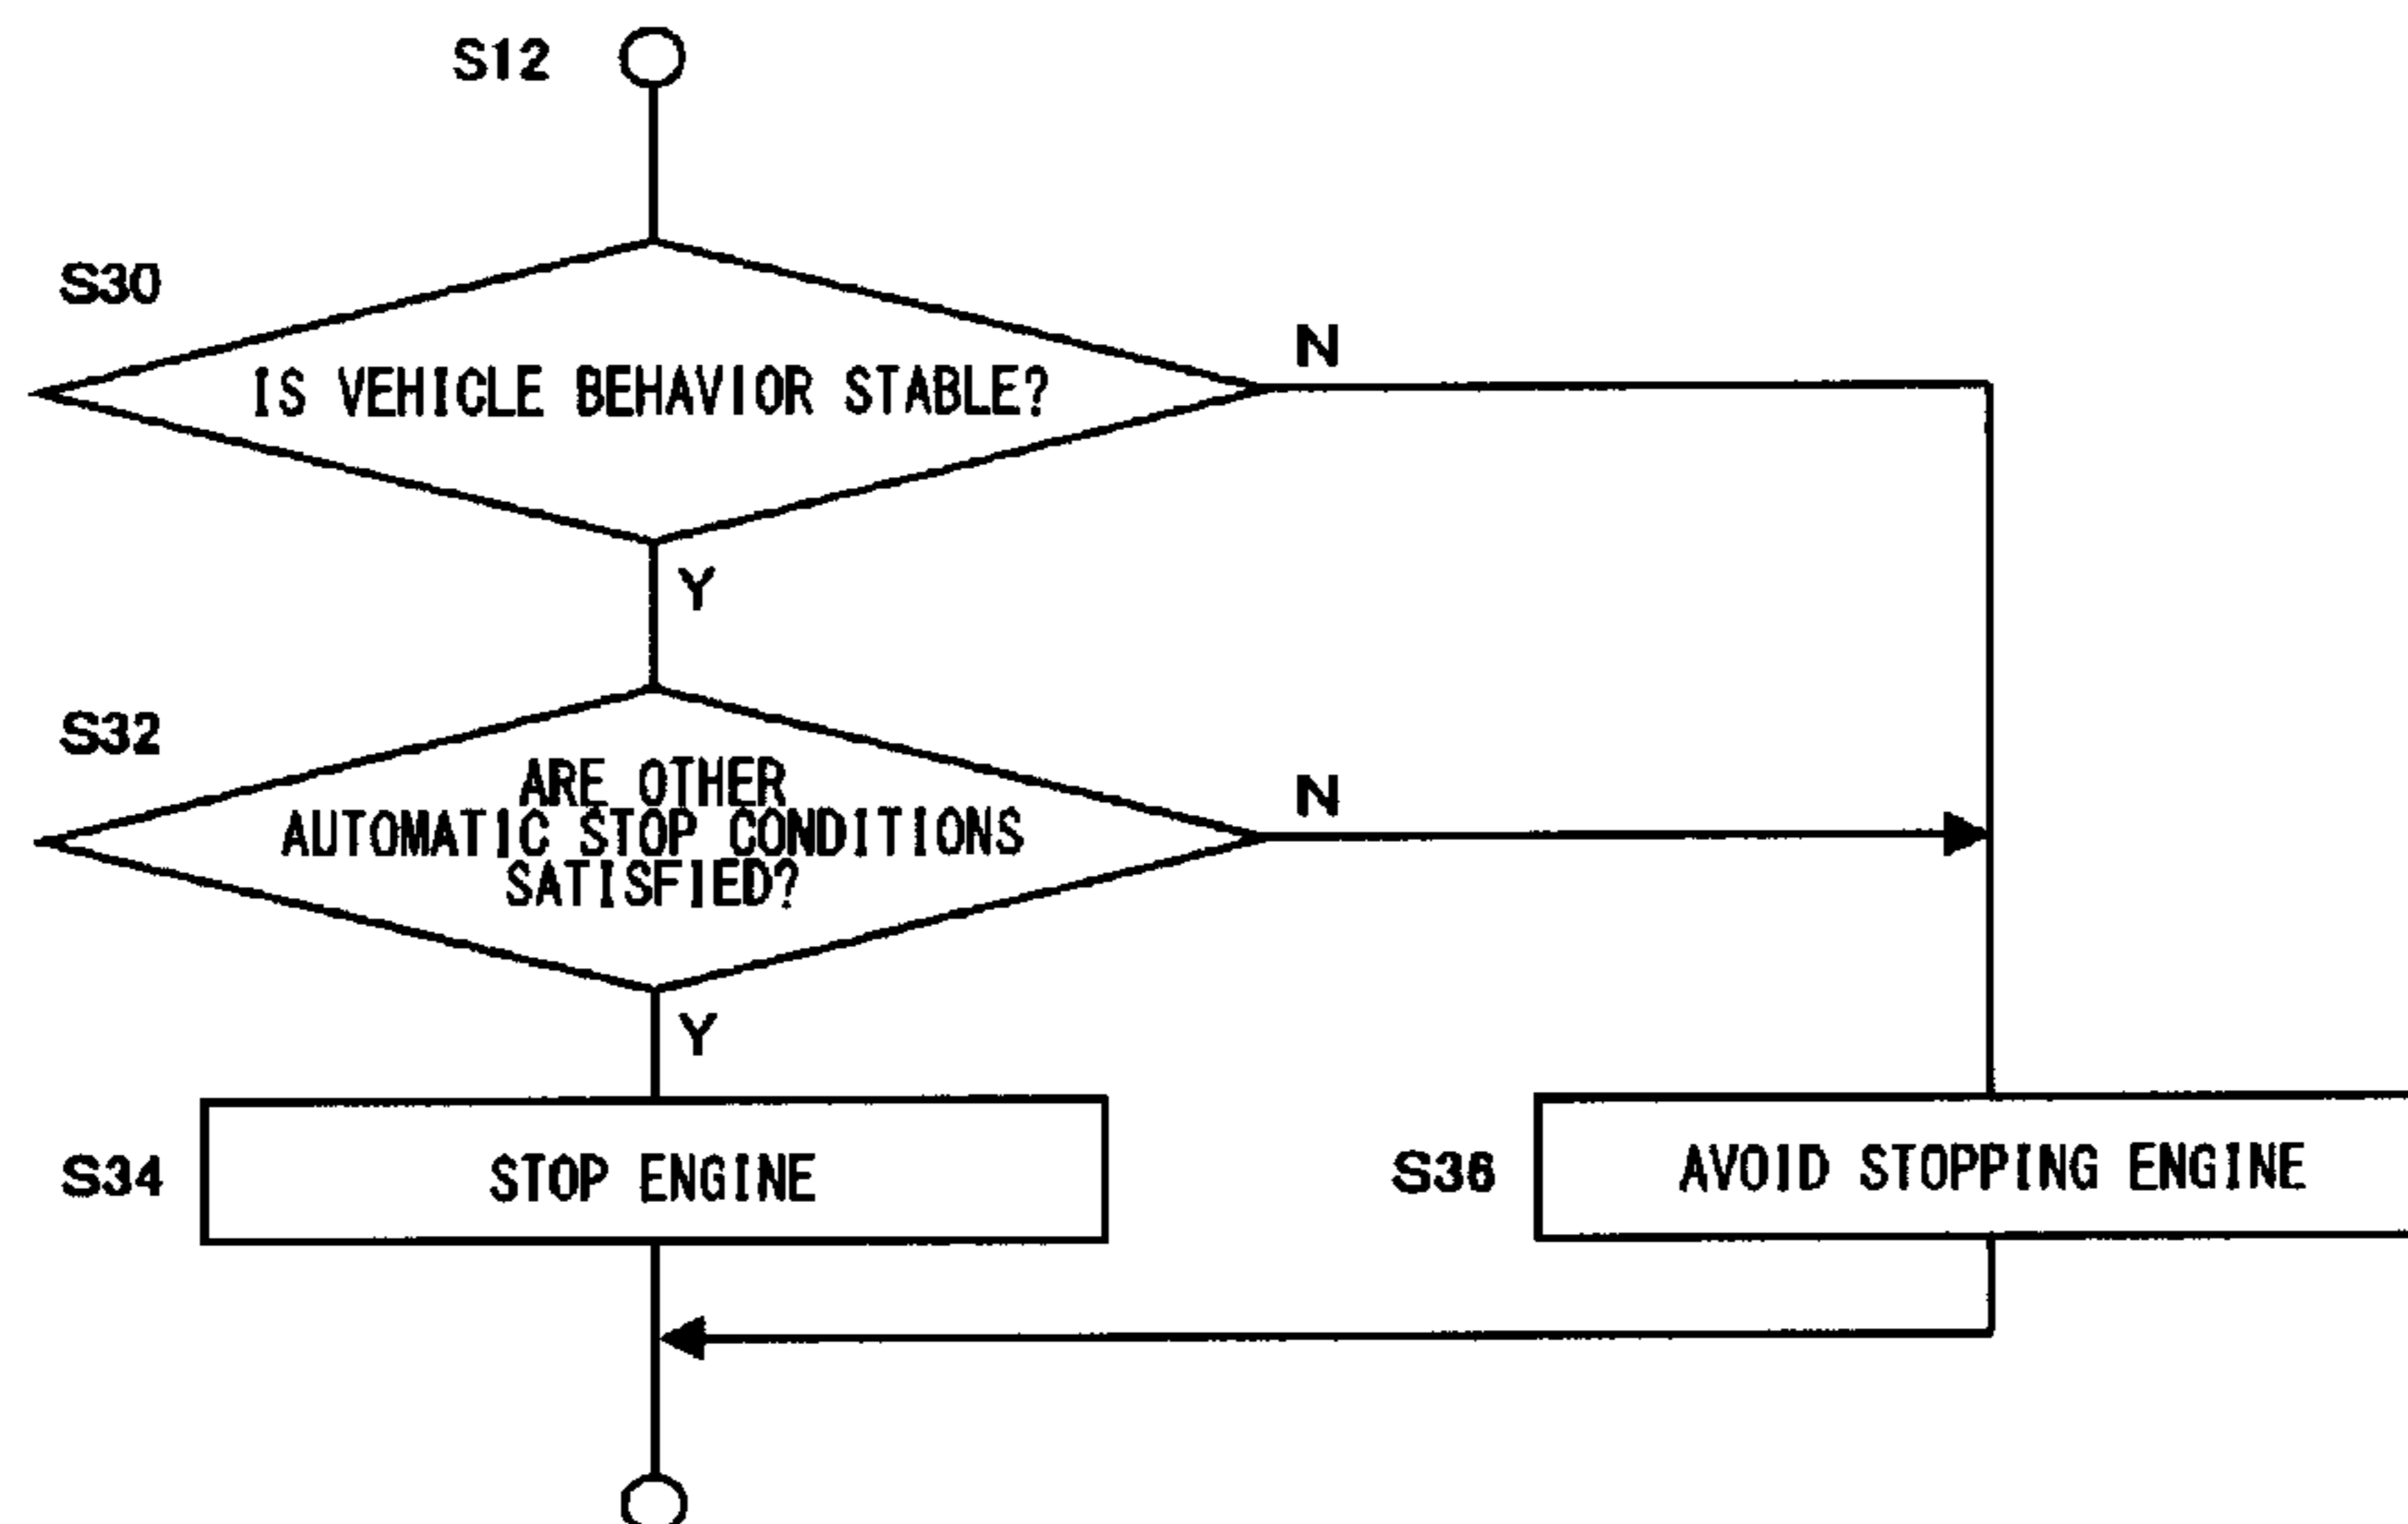 S12
S30
IS VEHICLE BEHAVIOR STABLE?
N
Y
S32
ARE OTHER
AUTOMATIC STOP CONDITIONS
SATISFIED?
N
Y
S34
STOP ENGINE
S36
AVOID STOPPING ENGINE